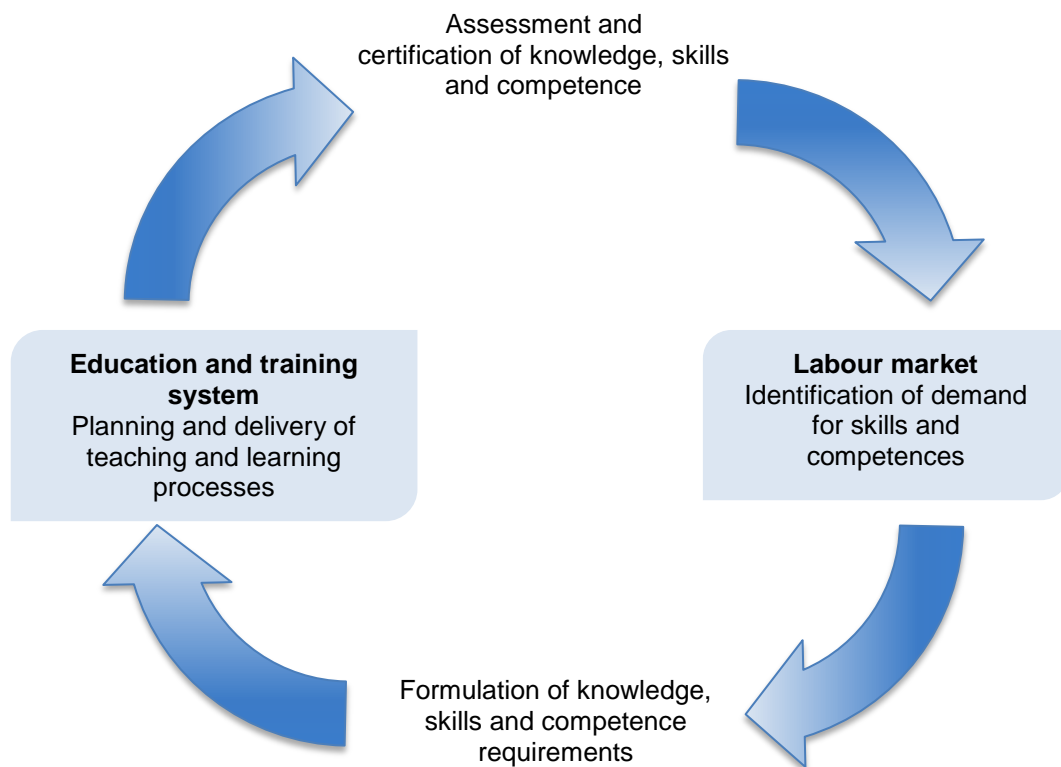 Assessment and
certification of knowledge, skills
and competence
Education and training
system
Planning and delivery of
teaching and learning
processes
Labour market
Identification of demand
for skills and
competences
Formulation of knowledge,
skills and competence
requirements